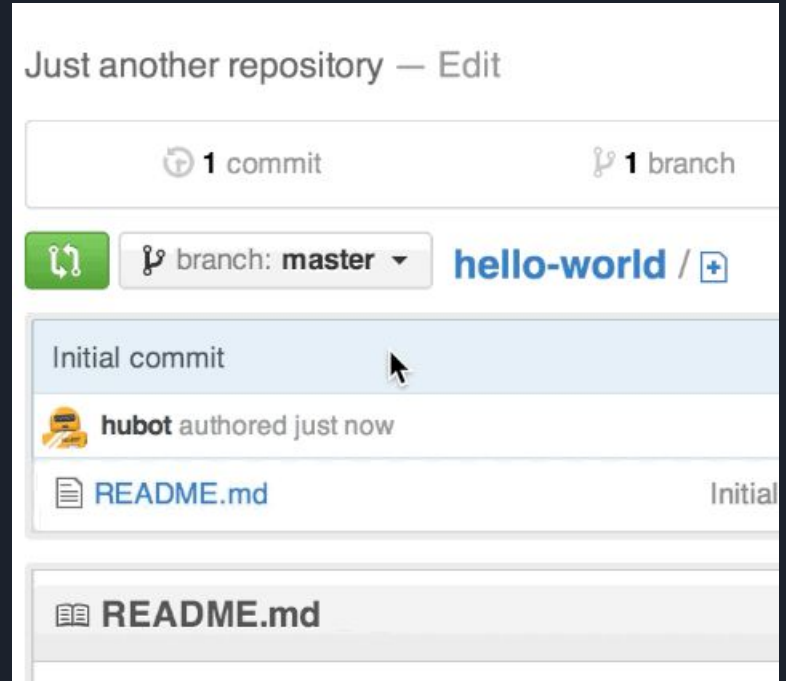 Just another repository — Edit
1 commit 1 branch
branch: master hello-world /
Initial commit
hubot authored just now
README.md Initial
README.md